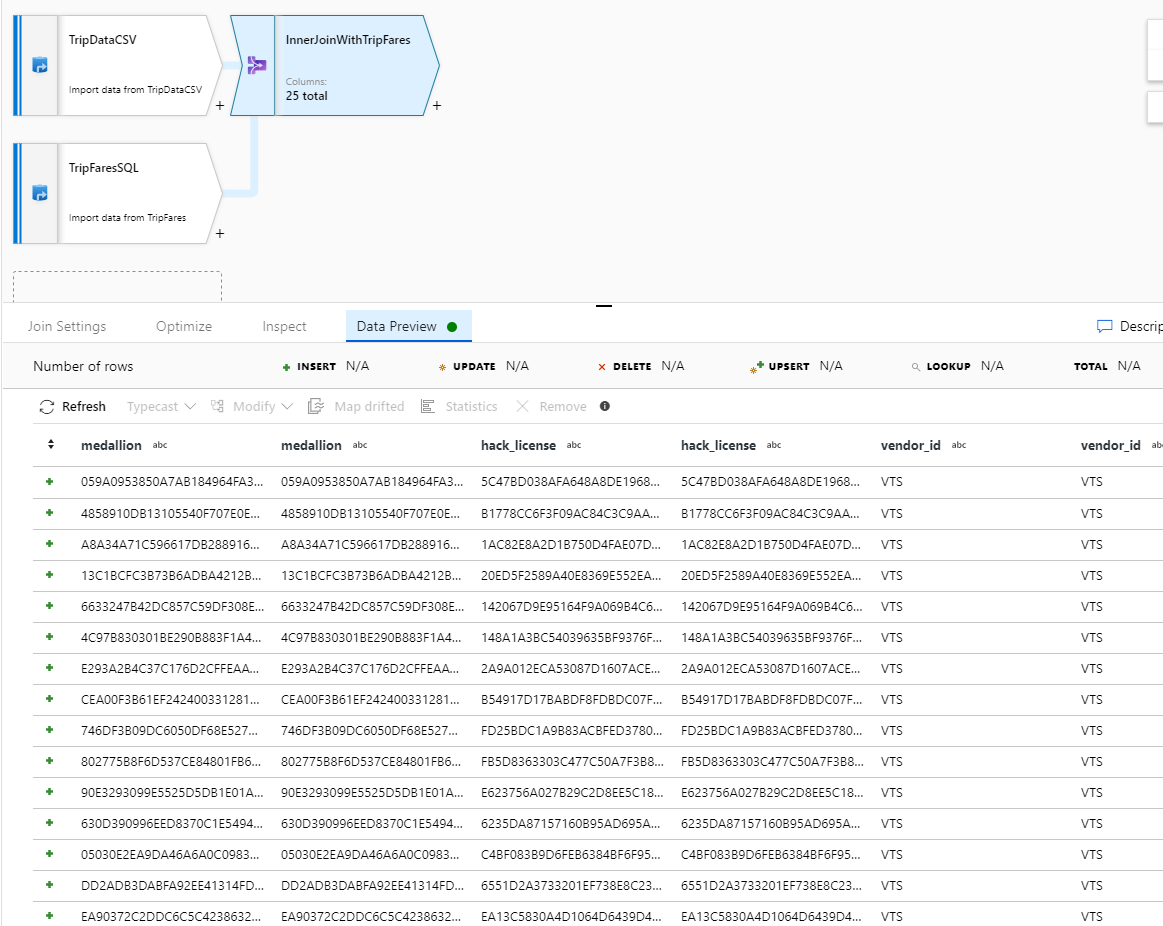 TripDataCSV
Import data from TripDataCSV
+
InnerJoinWithTripFares
Columns:
25 total
+
TripFaresSQL
Import data from TripFares
+
Join Settings Optimize Inspect Data Preview Descrip
Number of rows INSERT N/A UPDATE N/A DELETE N/A UPSERT N/A LOOKUP N/A TOTAL N/A
Refresh Typecast Modify Map drifted Statistics Remove
medallion abc medallion abc hack_license abc hack_license abc vendor_id abc vendor_id abc
059A0953850A7AB184964FA3... 059A0953850A7AB184964FA3... 5C47BD038AFA648A8DE1968... 5C47BD038AFA648A8DE1968... VTS VTS
4858910DB13105540F707E0E... 4858910DB13105540F707E0E... B1778CC6F3F09AC84C3C9AA... B1778CC6F3F09AC84C3C9AA... VTS VTS
A8A34A71C596617DB288916... A8A34A71C596617DB288916... 1AC82E8A2D1B750D4FAE07D... 1AC82E8A2D1B750D4FAE07D... VTS VTS
13C1BCFC3B73B6ADBA4212B... 13C1BCFC3B73B6ADBA4212B... 20ED5F2589A40E8369E552EA... 20ED5F2589A40E8369E552EA... VTS VTS
6633247B42DC857C59DF308E... 6633247B42DC857C59DF308E... 142067D9E95164F9A069B4C6... 142067D9E95164F9A069B4C6... VTS VTS
4C97B830301BE290B883F1A4... 4C97B830301BE290B883F1A4... 148A1A3BC54039635BF9376F... 148A1A3BC54039635BF9376F... VTS VTS
E293A2B4C37C176D2CFFEAA... E293A2B4C37C176D2CFFEAA... 2A9A012ECA53087D1607ACE... 2A9A012ECA53087D1607ACE... VTS VTS
CEA00F3B61EF242400331281... CEA00F3B61EF242400331281... B54917D17BABDF8FDBDC07F... B54917D17BABDF8FDBDC07F... VTS VTS
746DF3B09DC6050DF68E527... 746DF3B09DC6050DF68E527... FD25BDC1A9B83ACBFED3780... FD25BDC1A9B83ACBFED3780... VTS VTS
802775B8F6D537CE84801FB6... 802775B8F6D537CE84801FB6... FB5D8363303C477C50A7F3B8... FB5D8363303C477C50A7F3B8... VTS VTS
90E3293099E5525D5DB1E01A... 90E3293099E5525D5DB1E01A... E623756A027B29C2D8EE5C18... E623756A027B29C2D8EE5C18... VTS VTS
630D390996EED8370C1E5494... 630D390996EED8370C1E5494... 6235DA87157160B95AD695A... 6235DA87157160B95AD695A... VTS VTS
05030E2EA9DA46A6A0C0983... 05030E2EA9DA46A6A0C0983... C4BF083B9D6FEB6384BF6F95... C4BF083B9D6FEB6384BF6F95... VTS VTS
DD2ADB3DABFA92EE41314FD... DD2ADB3DABFA92EE41314FD... 6551D2A3733201EF738E8C23... 6551D2A3733201EF738E8C23... VTS VTS
EA90372C2DDC6C5C4238632... EA90372C2DDC6C5C4238632... EA13C5830A4D1064D6439D4... EA13C5830A4D1064D6439D4... VTS VTS